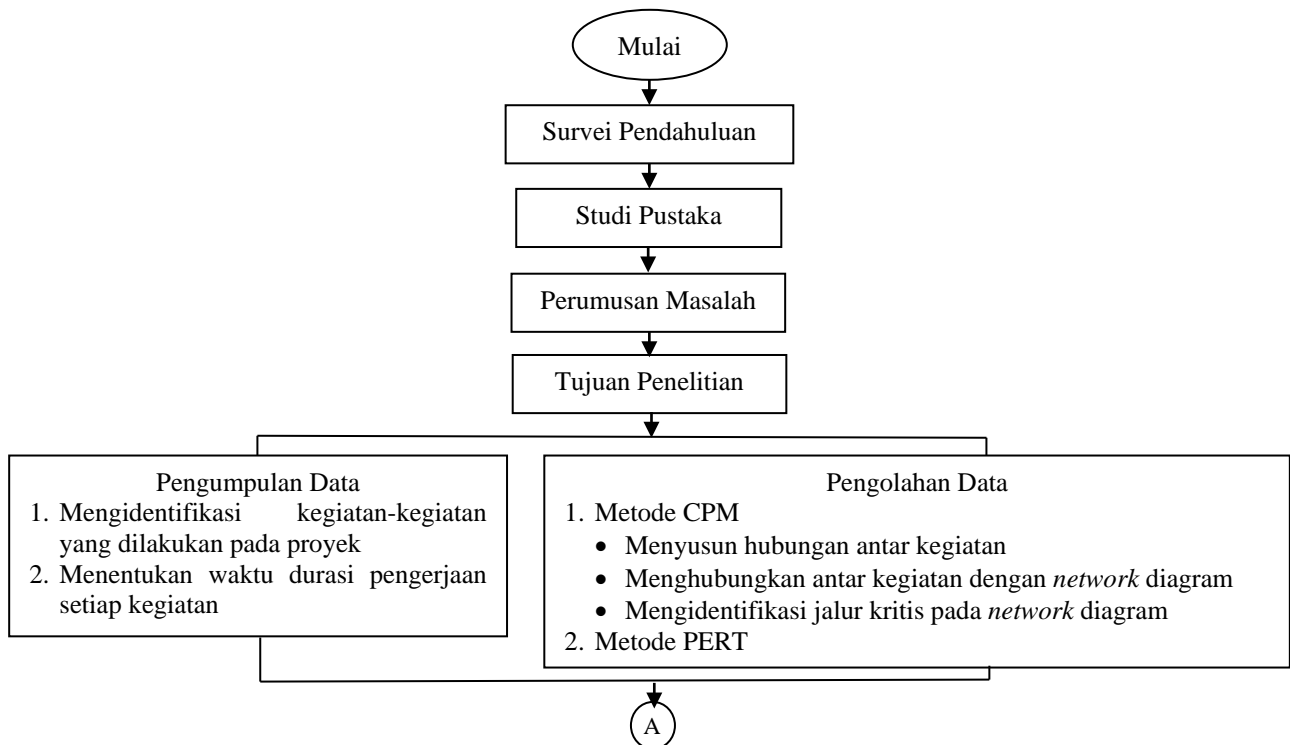 Mulai
Survei Pendahuluan
Studi Pustaka
Perumusan Masalah
Tujuan Penelitian
Pengumpulan Data
1. Mengidentifikasi kegiatan-kegiatan
yang dilakukan pada proyek
2. Menentukan waktu durasi pengerjaan
setiap kegiatan
Pengolahan Data
1. Metode CPM
• Menyusun hubungan antar kegiatan
• Menghubungkan antar kegiatan dengan network diagram
• Mengidentifikasi jalur kritis pada network diagram
2. Metode PERT
A